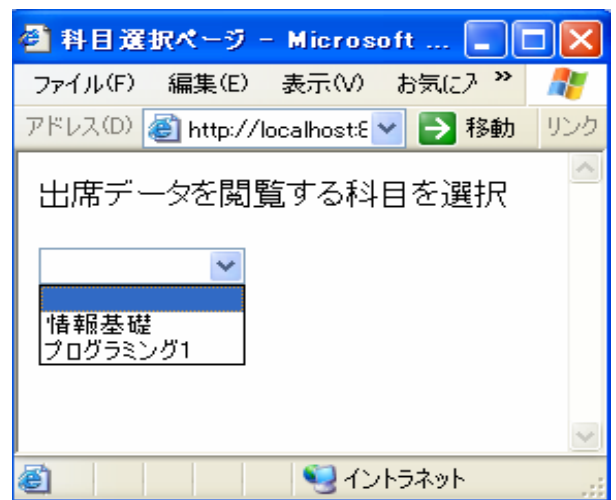 科目選択ページ - Microsoft ...
ファイル(F) 編集(E) 表示(V) お気に入 »
アドレス(D) http://localhost:8 移動 リンク
出席データを閲覧する科目を選択
情報基礎
プログラミング1
イントラネット